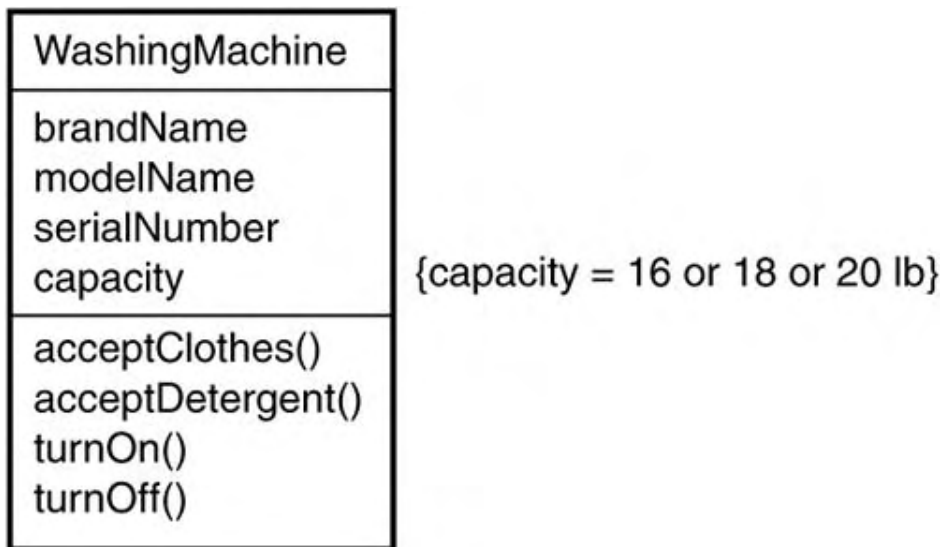 WashingMachine
brandName
modelName
serialNumber
capacity
{capacity = 16 or 18 or 20 lb}
acceptClothes()
acceptDetergent()
turnOn()
turnOff()